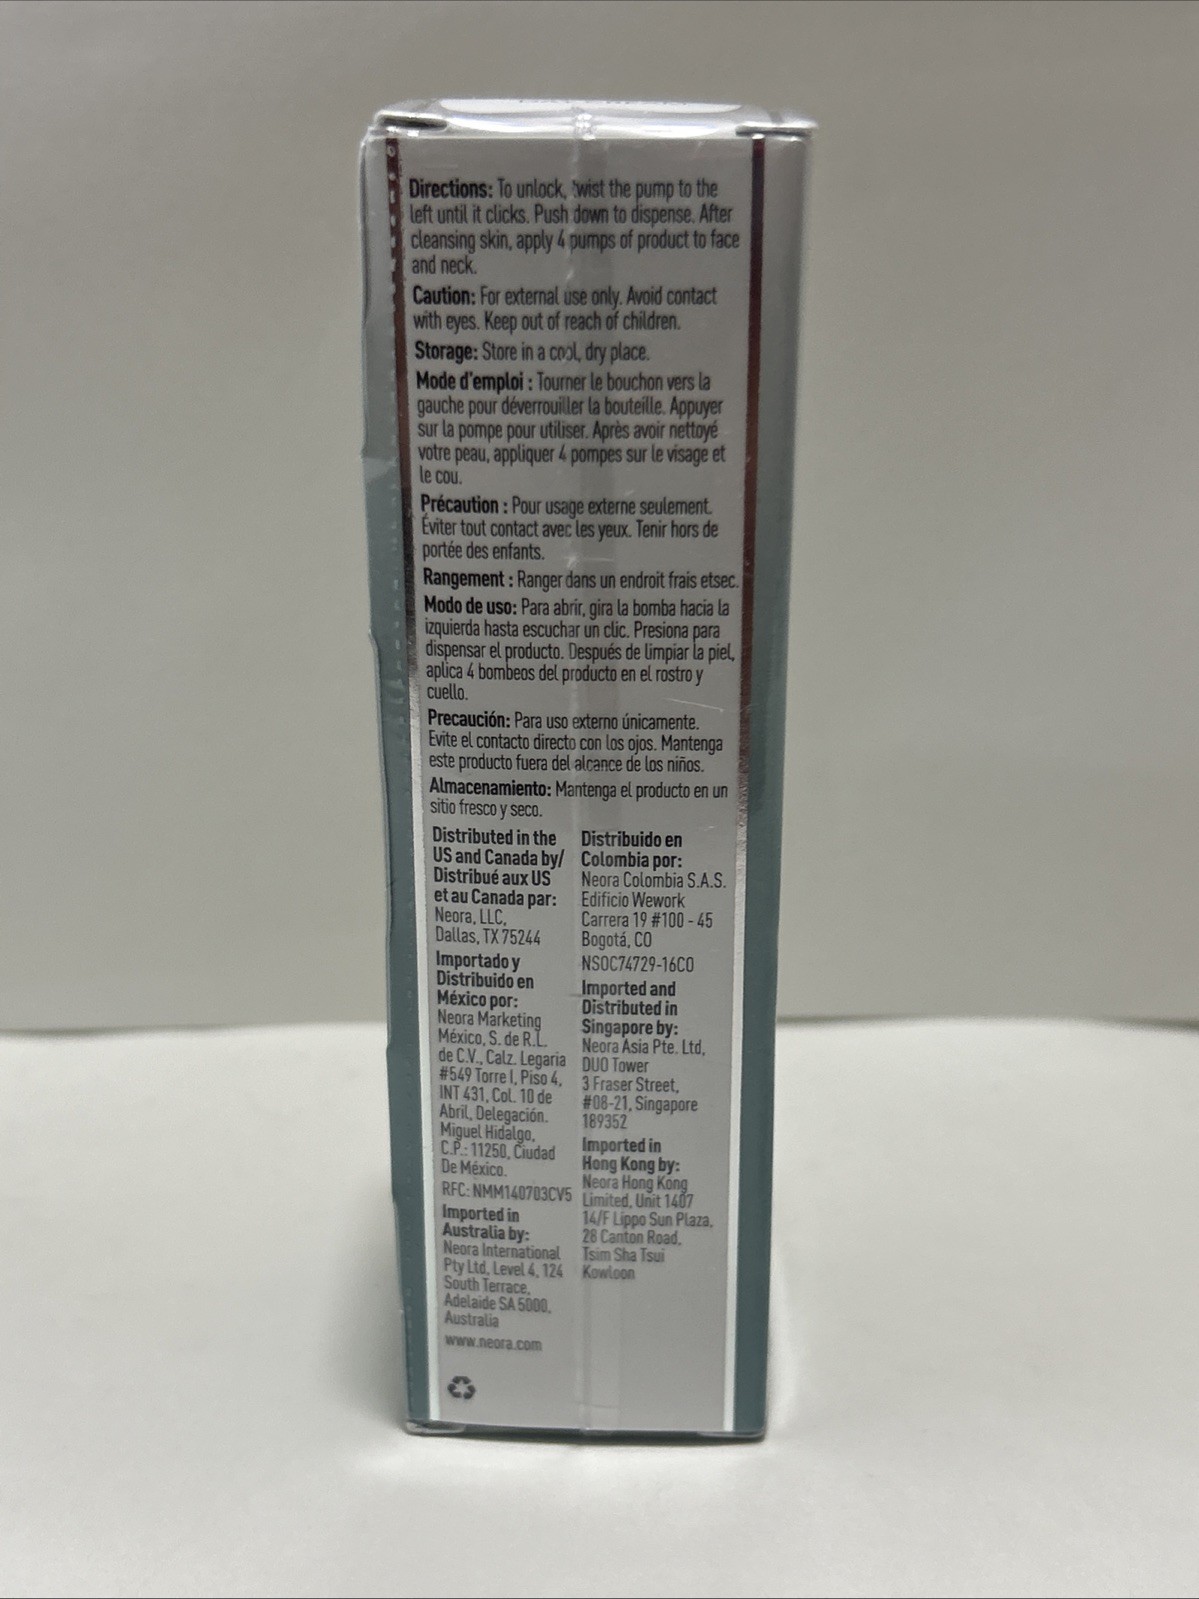 Directions: To unlock, twist the pump to the
left until it clicks. Push down to dispense. After
cleansing skin, apply 4 pumps of product to face
and neck.
Caution: For external use only. Avoid contact
with eyes. Keep out of reach of children.
Storage: Store in a cool, dry place.
Mode d'emploi : Tourner le bouchon vers la
gauche pour déverrouiller la bouteille. Appuyer
sur la pompe pour utiliser. Après avoir nettoyé
votre peau, appliquer 4 pompes sur le visage et
le cou.
Précaution : Pour usage externe seulement.
Éviter tout contact avec les yeux. Tenir hors de
portée des enfants.
Rangement : Ranger dans un endroit frais etsec.
Modo de uso: Para abrir, gira la bomba hacia la
izquierda hasta escuchar un clic. Presiona para
dispensar el producto. Después de limpiar la piel,
aplica 4 bombeos del producto en el rostro y
cuello.
Precaución: Para uso externo únicamente.
Evite el contacto directo con los ojos. Mantenga
este producto fuera del alcance de los niños.
Almacenamiento: Mantenga el producto en un
sitio fresco y seco.
Distributed in the
US and Canada by/
Distribué aux US
et au Canada par:
Neora, LLC,
Dallas, TX 75244
Importado y
Distribuido en
México por:
Neora Marketing
México, S. de R.L.
de C.V., Calz. Legaria
#549 Torre I, Piso 4,
INT 431, Col. 10 de
Abril, Delegación.
Miguel Hidalgo,
C.P.: 11250, Ciudad
De México.
RFC: NMM140703CV5
Imported in
Australia by:
Neora International
Pty Ltd, Level 4, 124
South Terrace,
Adelaide SA 5000,
Australia
www.neora.com
Distribuido en
Colombia por:
Neora Colombia S.A.S.
Edificio Wework
Carrera 19 #100 - 45
Bogotá, CO
NSOC74729-16CO
Imported and
Distributed in
Singapore by:
Neora Asia Pte. Ltd,
DUO Tower
3 Fraser Street,
#08-21, Singapore
189352
Imported in
Hong Kong by:
Neora Hong Kong
Limited, Unit 1407
14/F Lippo Sun Plaza,
28 Canton Road,
Tsim Sha Tsui
Kowloon